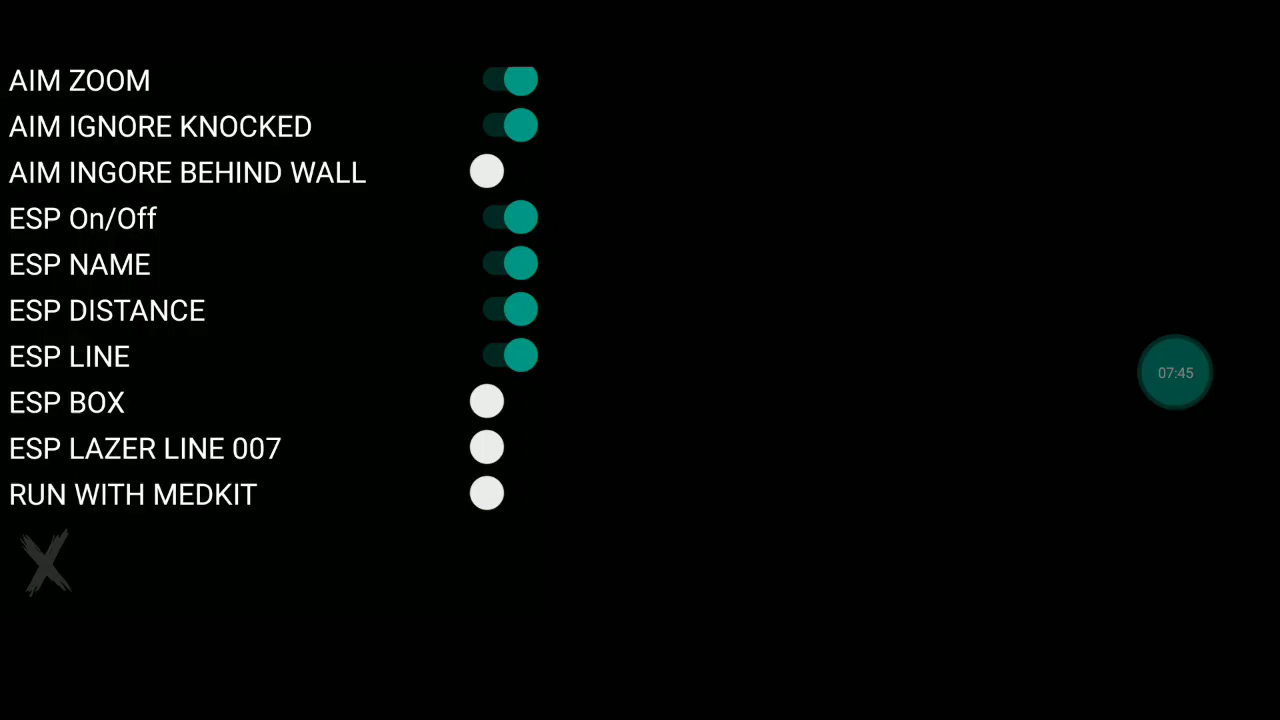 AIM ZOOM
AIM IGNORE KNOCKED
AIM INGORE BEHIND WALL
ESP On/Off
ESP NAME
ESP DISTANCE
ESP LINE
07:45
ESP BOX
ESP LAZER LINE 007
RUN WITH MEDKIT
X